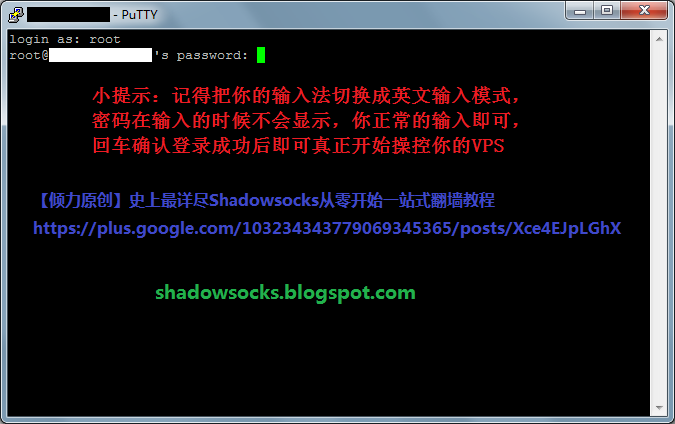 - PuTTY
login as: root
root@ 's password:
小提示：记得把你的输入法切换成英文输入模式，
密码在输入的时候不会显示，你正常的输入即可，
回车确认登录成功后即可真正开始操控你的VPS
【倾力原创】史上最详尽Shadowsocks从零开始一站式翻墙教程
https://plus.google.com/103234343779069345365/posts/Xce4EJpLGhX
shadowsocks.blogspot.com